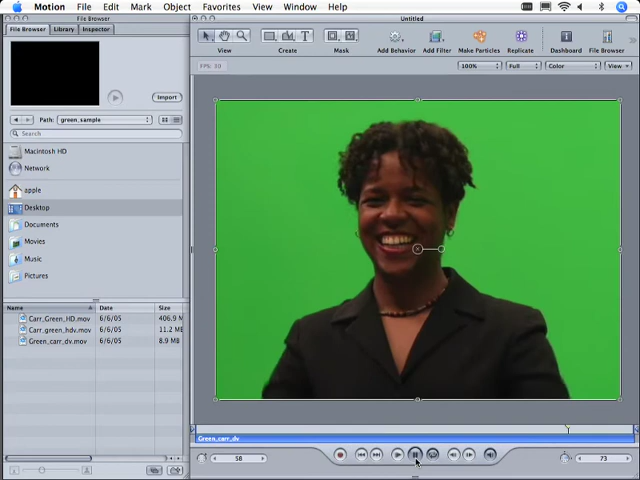 Motion File Edit Mark Object Favorites View Window Help
File Browser
Untitled
File Browser Library Inspector
View Create Mask Add Behavior Add Filter Make Particles Replicate Dashboard File Browser
FPS: 30 100% Full Color View
Import
Path: green_sample
Search
Macintosh HD
Network
apple
Desktop
Documents
Movies
Music
Pictures
Name Date Size
Carr_Green_HD.mov 6/6/05 406.9 M
Carr_green_hdv.mov 6/6/05 11.2 MB
Green_carr_dv.mov 6/6/05 8.9 MB
Green_carr_dv
58 73